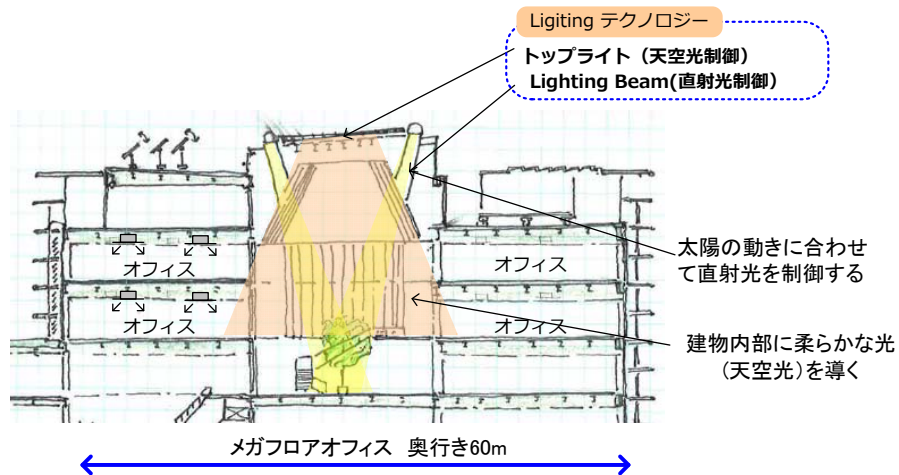 Ligiting テクノロジー
トップライト（天空光制御）
Lighting Beam(直射光制御）
太陽の動きに合わせ
て直射光を制御する
オフィス
オフィス
オフィス
オフィス
建物内部に柔らかな光
（天空光）を導く
メガフロアオフィス 奥行き60m